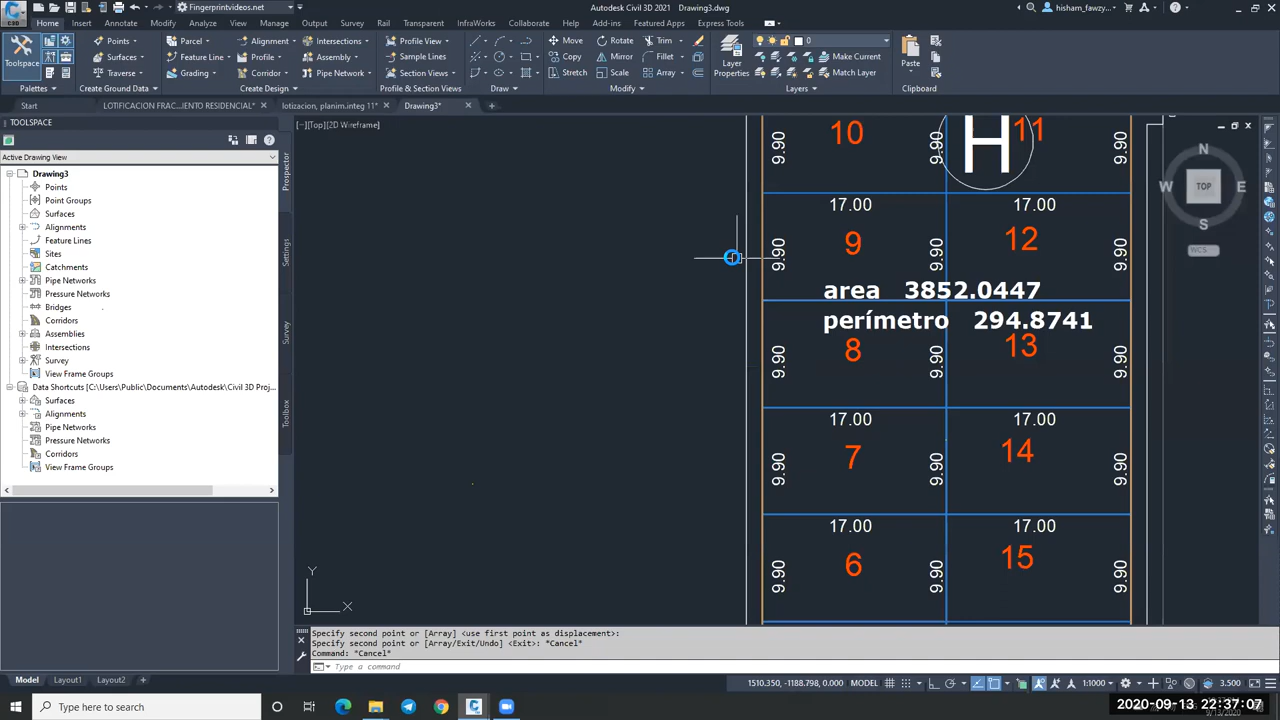 Fingerprintvideos.net
Autodesk Civil 3D 2021 Drawing3.dwg
hisham_fawzy...
Home Insert Annotate Modify Analyze View Manage Output Survey Rail Transparent InfraWorks Collaborate Help Add-ins Featured Apps Express Tools
Toolspace
Points
Surfaces
Traverse
Parcel
Feature Line
Grading
Alignment
Profile
Corridor
Intersections
Assembly
Pipe Network
Profile View
Sample Lines
Section Views
Move
Copy
Stretch
Rotate
Mirror
Scale
Trim
Fillet
Array
Layer
Properties
0
Make Current
Match Layer
Paste
Palettes Create Ground Data Create Design Profile & Section Views Draw Modify Layers Clipboard
Start LOTIFICACION FRAC...IENTO RESIDENCIAL* lotizacion, planim.integ 11* Drawing3*
TOOLSPACE
Active Drawing View
Drawing3
Points
Point Groups
Surfaces
Alignments
Feature Lines
Sites
Catchments
Pipe Networks
Pressure Networks
Bridges
Corridors
Assemblies
Intersections
Survey
View Frame Groups
Data Shortcuts [C:\Users\Public\Documents\Autodesk\Civil 3D Proj...
Surfaces
Alignments
Pipe Networks
Pressure Networks
Corridors
View Frame Groups
Prospector
Settings
Survey
Toolbox
[−][Top][2D Wireframe]
10 H 11
9.90 9.90 9.90
17.00 17.00
9 12
9.90 9.90 9.90
area 3852.0447
perímetro 294.8741
8 13
9.90 9.90 9.90
17.00 17.00
7 14
9.90 9.90 9.90
17.00 17.00
6 15
9.90 9.90 9.90
N
W TOP E
S
WCS
Y
X
Specify second point or [Array] <use first point as displacement>:
Specify second point or [Array/Exit/Undo] <Exit>: *Cancel*
Command: *Cancel*
Type a command
Model Layout1 Layout2
1510.350, -1188.798, 0.000 MODEL
1:1000
3.500
Type here to search
2020-09-13 22:37:07